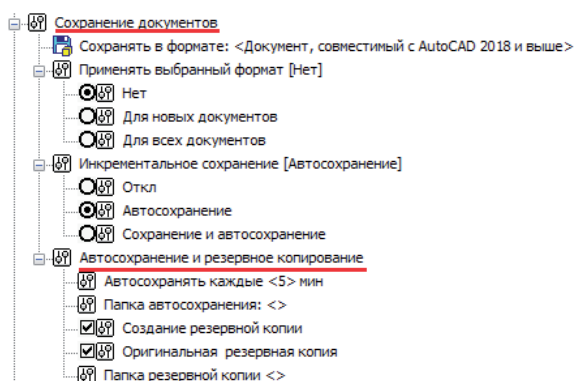 Сохранение документов
Сохранять в формате: <Документ, совместимый с AutoCAD 2018 и выше>
Применять выбранный формат [Нет]
Нет
Для новых документов
Для всех документов
Инкрементальное сохранение [Автосохранение]
Откл
Автосохранение
Сохранение и автосохранение
Автосохранение и резервное копирование
Автосохранять каждые <5> мин
Папка автосохранения: <>
Создание резервной копии
Оригинальная резервная копия
Папка резервной копии <>